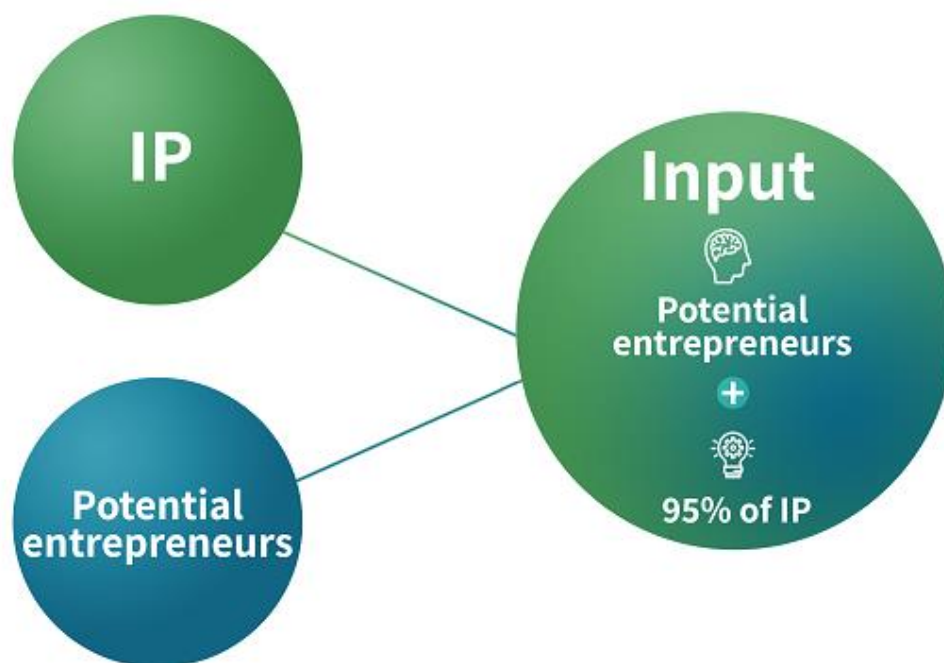 IP
Potential
entrepreneurs
Input
Potential
entrepreneurs
+
95% of IP